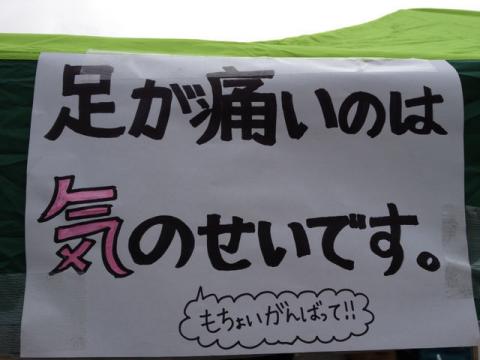 足が痛いのは
気のせいです。
もちょいがんばって!!